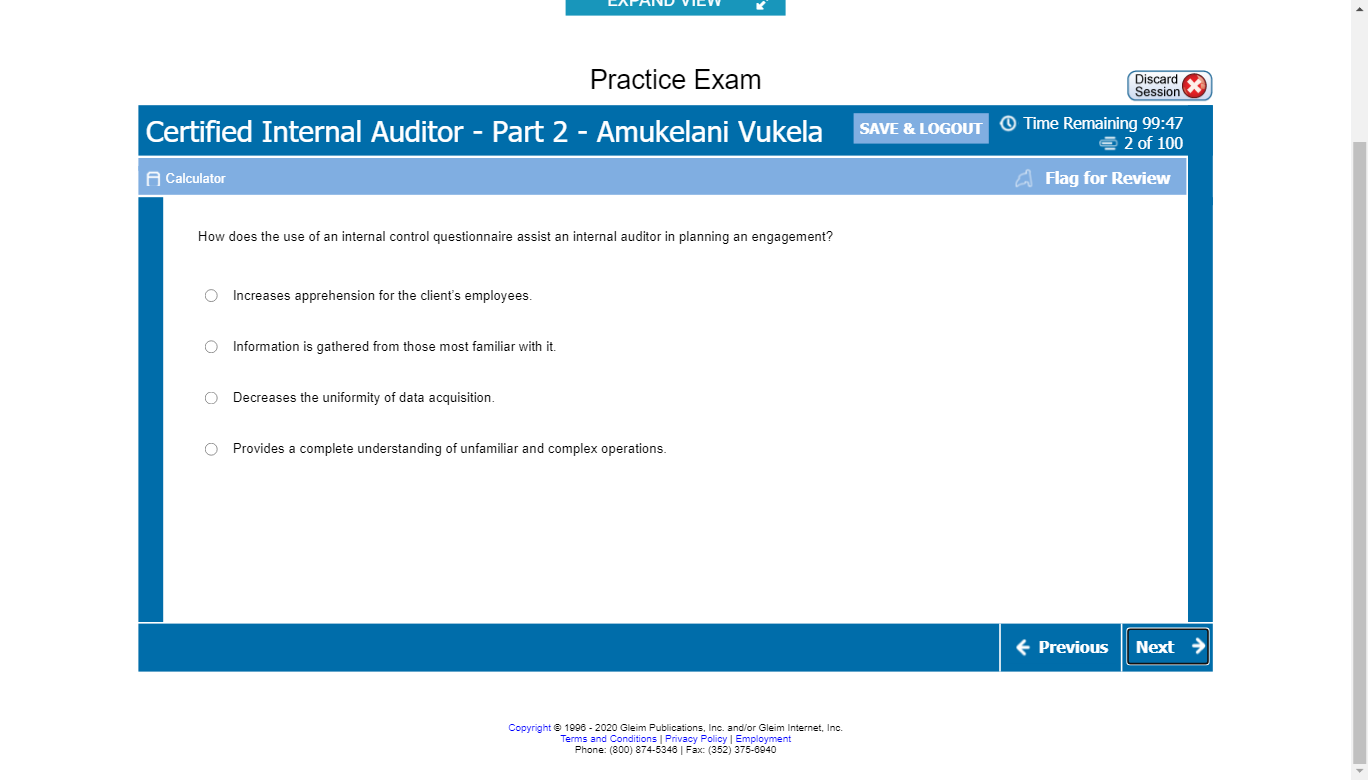 EXPAND VIEW
Practice Exam
Discard
Session
Certified Internal Auditor - Part 2 - Amukelani Vukela
SAVE & LOGOUT
Time Remaining 99:47
2 of 100
Calculator
Flag for Review
How does the use of an internal control questionnaire assist an internal auditor in planning an engagement?
Increases apprehension for the client's employees.
Information is gathered from those most familiar with it.
Decreases the uniformity of data acquisition.
Provides a complete understanding of unfamiliar and complex operations.
Previous
Next
Copyright © 1996 - 2020 Gleim Publications, Inc. and/or Gleim Internet, Inc.
Terms and Conditions | Privacy Policy | Employment
Phone: (800) 874-5346 | Fax: (352) 375-6940